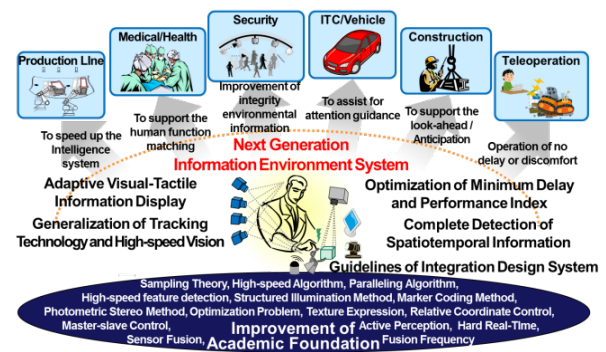 Security
ITC/Vehicle
Medical/Health
Construction
Production LIne
Teleoperation
Improvement of
integrity
environmental
information
To assist for
attention guidance
To support the
human function
matching
To support the
look-ahead /
Anticipation
To speed up the
Intelligence
system
Operation of no
delay or discomfort
Next Generation
Information Environment System
Adaptive Visual-Tactile
Information Display
Generalization of Tracking
Technology and High-speed Vision
Optimization of Minimum Delay
and Performance Index
Complete Detection of
Spatiotemporal Information
Guidelines of Integration Design System
Sampling Theory, High-speed Algorithm, Paralleling Algorithm,
High-speed feature detection, Structured Illumination Method, Marker Coding Method,
Photometric Stereo Method, Optimization Problem, Texture Expression, Relative Coordinate Control,
Master-slave Control,
Active Perception, Hard Real-TIme,
Sensor Fusion,
Fusion Frequency
Improvement of
Academic Foundation